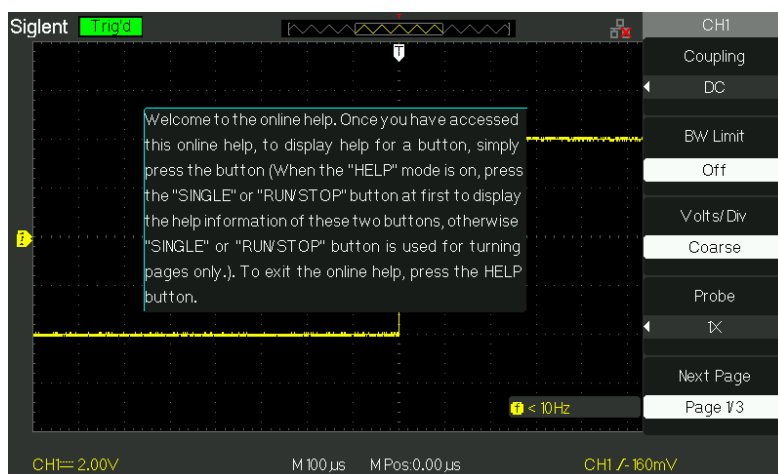 Siglent Trig'd CH1
Coupling
DC
BW Limit
Off
Volts/Div
Coarse
Probe
1X
Next Page
Page 1/3
T
Welcome to the online help. Once you have accessed
this online help, to display help for a button, simply
press the button (When the "HELP" mode is on, press
the "SINGLE" or "RUN/STOP" button at first to display
the help information of these two buttons, otherwise
"SINGLE" or "RUN/STOP" button is used for turning
pages only.). To exit the online help, press the HELP
button.
f < 10Hz
CH1 2.00V M 100 µs M Pos:0.00 µs CH1 -160mV